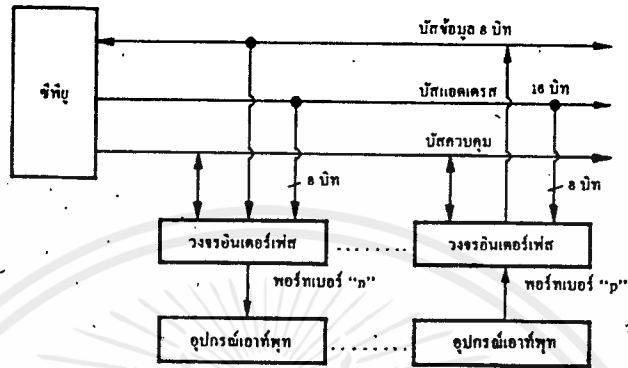 บัสข้อมูล 8 บิท
ซีพียู
บัสแอดเดรส 16 บิท
บัสควบคุม
8 บิท
8 บิท
วงจรอินเตอร์เฟส
วงจรอินเตอร์เฟส
พอร์ทเบอร์ "n"
พอร์ทเบอร์ "p"
อุปกรณ์เอาท์พุท
อุปกรณ์เอาท์พุท